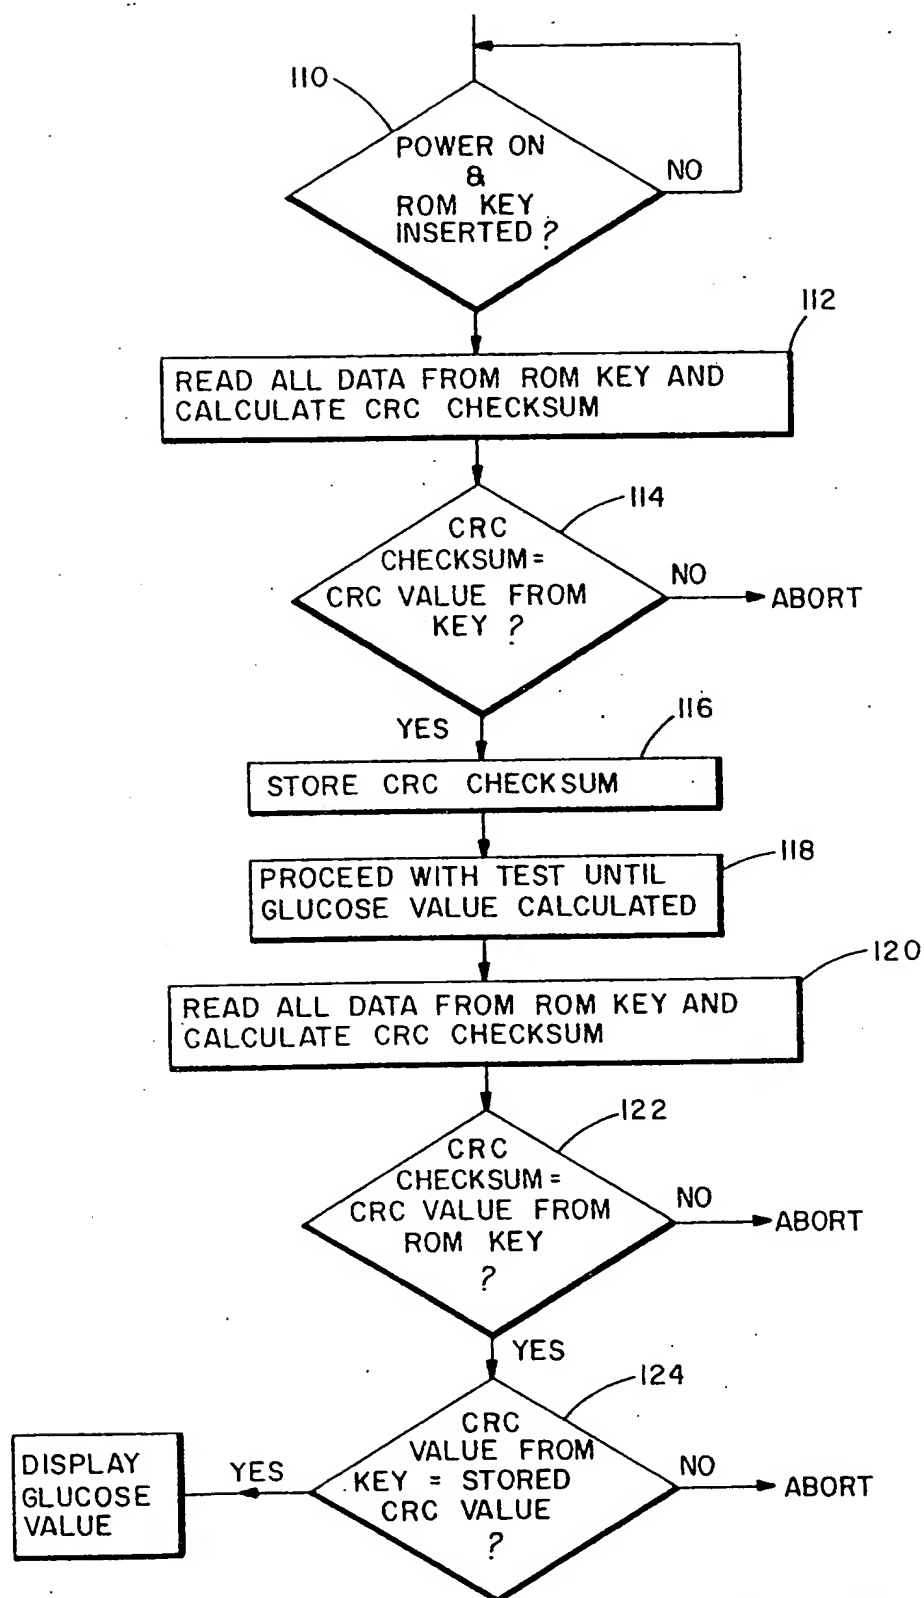 110
POWER ON
&
ROM KEY
INSERTED ?
NO
112
READ ALL DATA FROM ROM KEY AND
CALCULATE CRC CHECKSUM
114
CRC
CHECKSUM =
CRC VALUE FROM
KEY ?
NO
ABORT
YES
116
STORE CRC CHECKSUM
118
PROCEED WITH TEST UNTIL
GLUCOSE VALUE CALCULATED
120
READ ALL DATA FROM ROM KEY AND
CALCULATE CRC CHECKSUM
122
CRC
CHECKSUM =
CRC VALUE FROM
ROM KEY
?
NO
ABORT
YES
124
CRC
VALUE FROM
KEY = STORED
CRC VALUE
?
NO
ABORT
YES
DISPLAY
GLUCOSE
VALUE